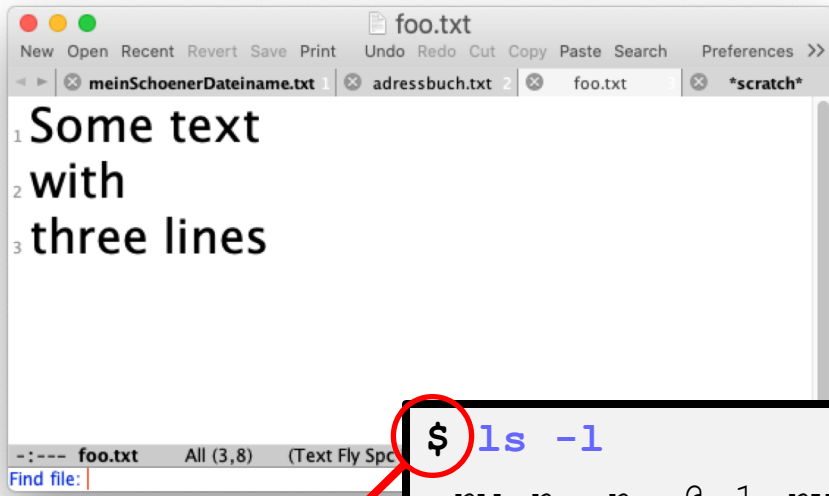 foo.txt
New Open Recent Revert Save Print Undo Redo Cut Copy Paste Search Preferences >>
meinSchoenerDateiname.txt 1 adressbuch.txt 2 foo.txt 3 *scratch*
1 Some text
2 with
3 three lines
-:--- foo.txt All (3,8) (Text Fly Spc
Find file:
$ ls -l